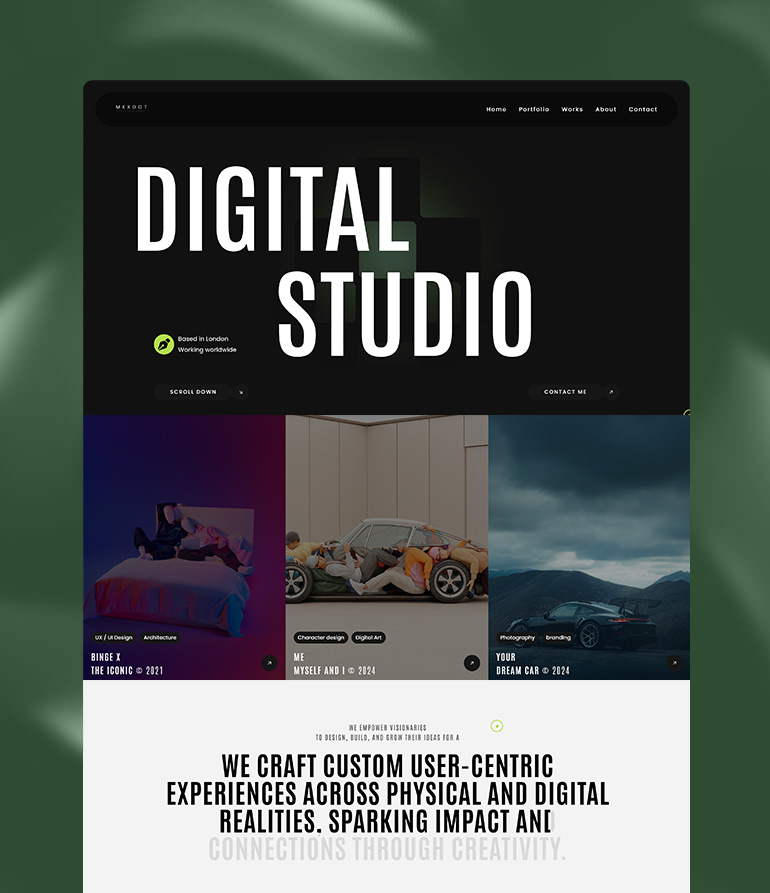 MEXDCT
Home Portfolio Works About Contact
DIGITAL
STUDIO
Based in London
Working worldwide
SCROLL DOWN
CONTACT ME
UX / UI Design Architecture
BINGE X
THE ICONIC © 2021
Character design Digital Art
ME
MYSELF AND I © 2024
Photography branding
YOUR
DREAM CAR © 2024
WE EMPOWER VISIONARIES
TO DESIGN, BUILD, AND GROW THEIR IDEAS FOR A
WE CRAFT CUSTOM USER-CENTRIC
EXPERIENCES ACROSS PHYSICAL AND DIGITAL
REALITIES. SPARKING IMPACT AND
CONNECTIONS THROUGH CREATIVITY.